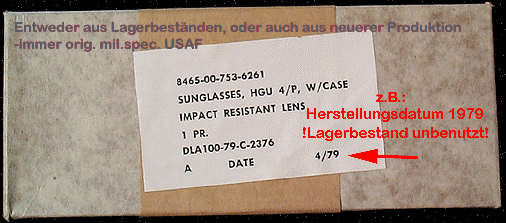 Entweder aus Lagerbeständen, oder auch aus neuerer Produktion
-immer orig. mil.spec. USAF
8465-00-753-6261
SUNGLASSES, HGU 4/P, W/CASE
IMPACT RESISTANT LENS
1 PR.
DLA100-79-C-2376
A DATE 4/79
z.B.:
Herstellungsdatum 1979
!Lagerbestand unbenutzt!